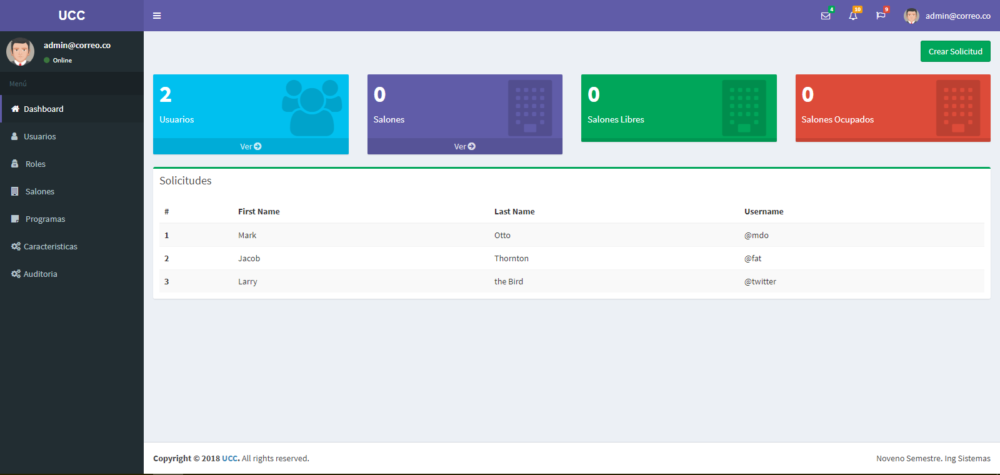 UCC
4
10
9
admin@correo.co
admin@correo.co
Online
Menú
Dashboard
Usuarios
Roles
Salones
Programas
Caracteristicas
Auditoria
Crear Solicitud
2
Usuarios
Ver
0
Salones
Ver
0
Salones Libres
0
Salones Ocupados
Solicitudes
# First Name Last Name Username
1 Mark Otto @mdo
2 Jacob Thornton @fat
3 Larry the Bird @twitter
Copyright © 2018 UCC. All rights reserved.
Noveno Semestre. Ing Sistemas